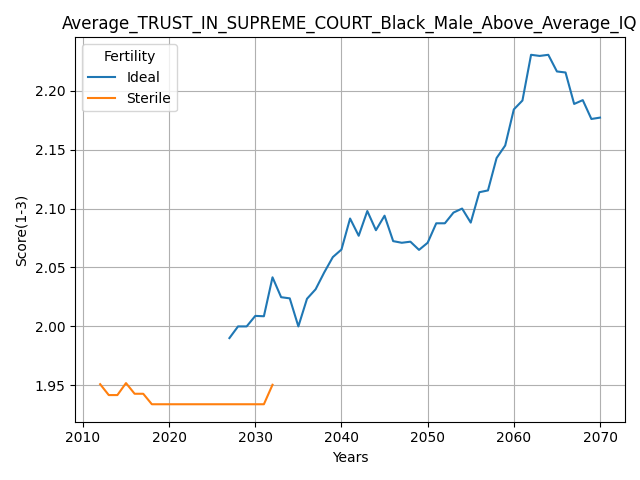 Average_TRUST_IN_SUPREME_COURT_Black_Male_Above_Average_IQ
Fertility
Ideal
Sterile
2.20
2.15
2.10
2.05
2.00
1.95
Score(1-3)
2010 2020 2030 2040 2050 2060 2070
Years